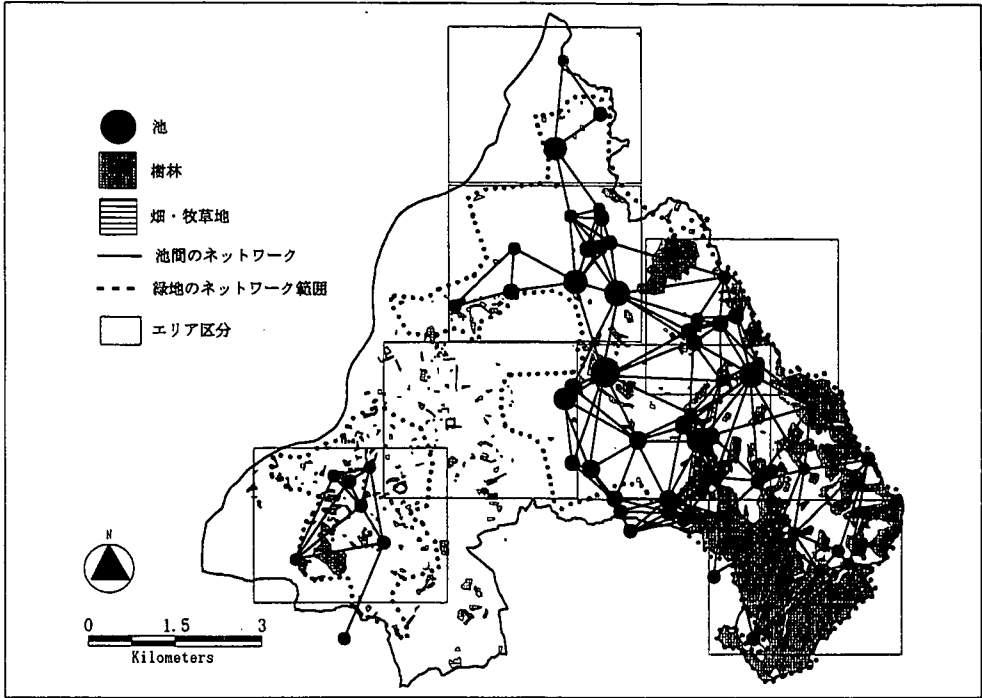 池
樹林
畑・牧草地
池間のネットワーク
緑地のネットワーク範囲
エリア区分
N
0 1.5 3
Kilometers